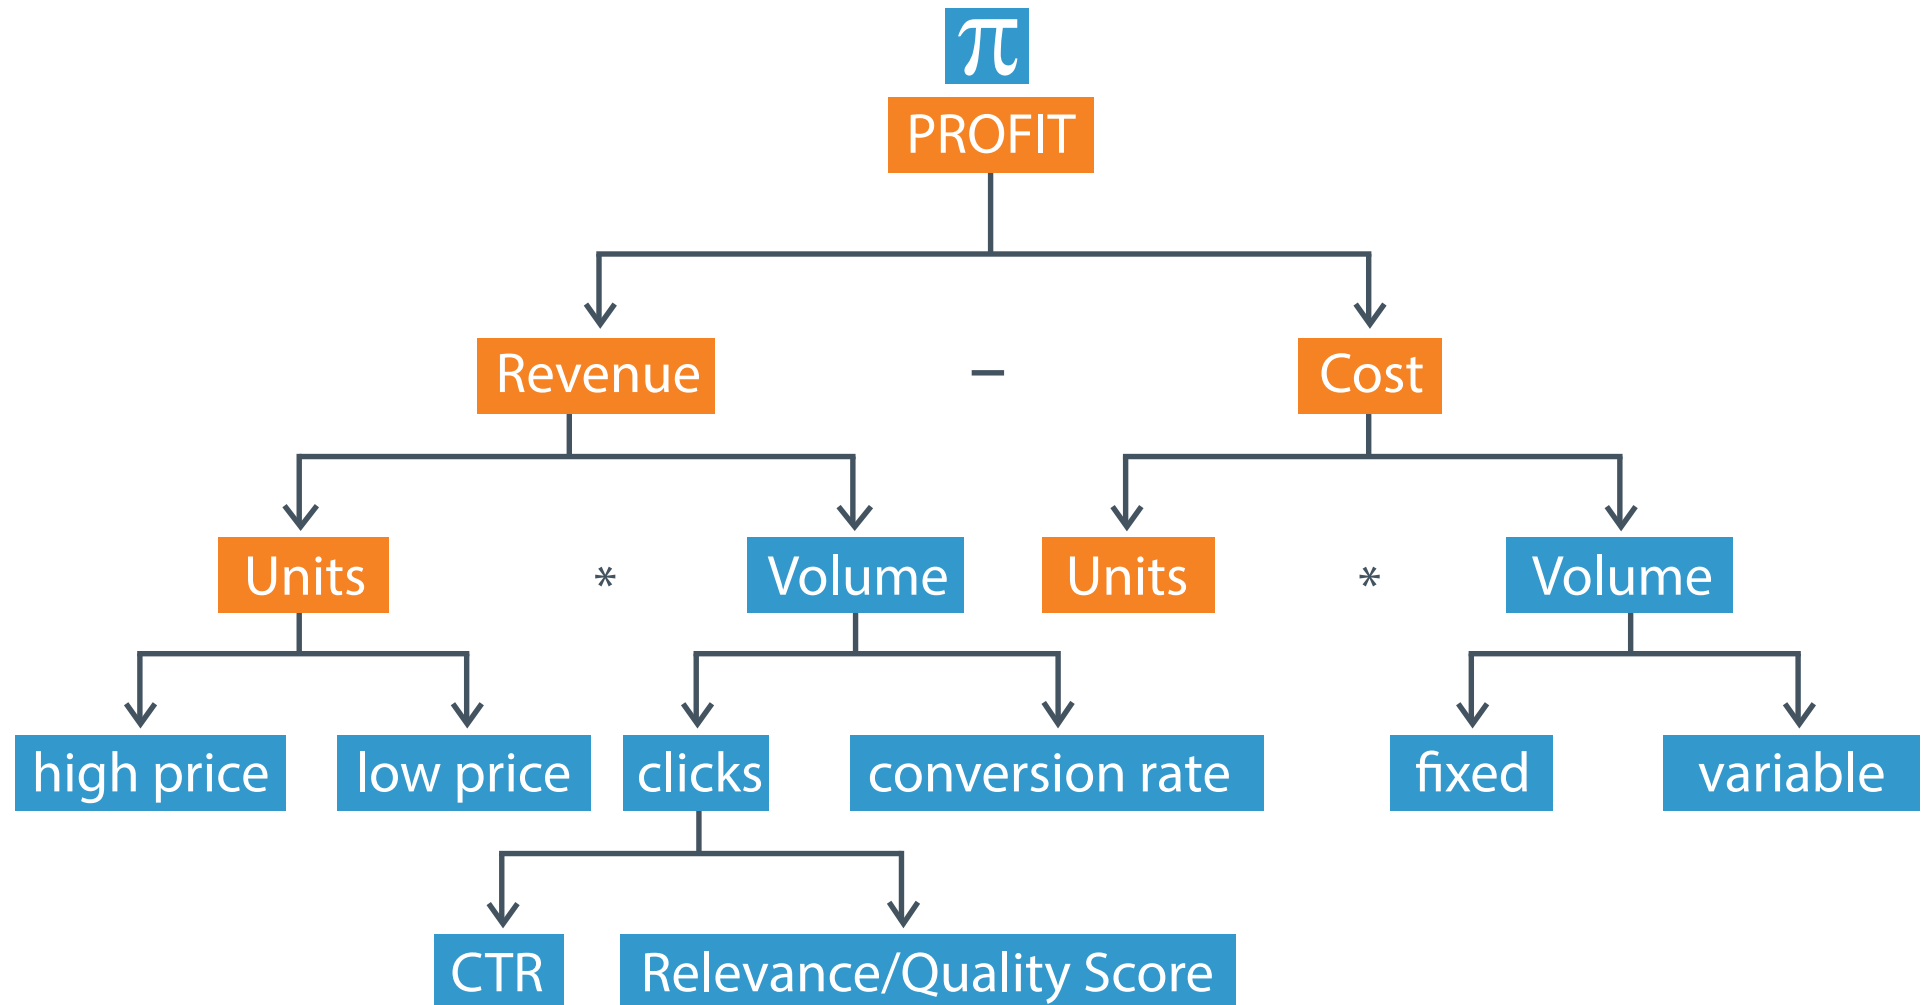 π
PROFIT
Revenue
–
Cost
Units
*
Volume
Units
*
Volume
high price
low price
clicks
conversion rate
fixed
variable
CTR
Relevance/Quality Score